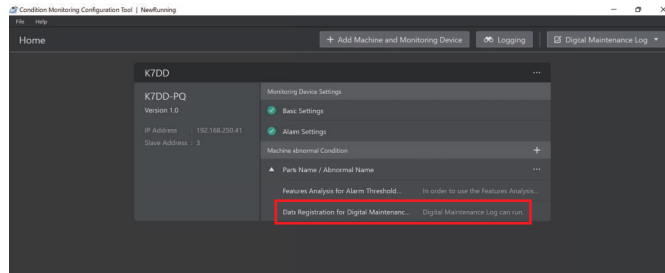 Condition Monitoring Configuration Tool | NewRunning
File Help
Home + Add Machine and Monitoring Device Logging Digital Maintenance Log
K7DD ...
K7DD-PQ
Version 1.0
IP Address : 192.168.250.41
Slave Address : 3
Monitoring Device Settings
Basic Settings
Alarm Settings
Machine abnormal Condition +
Parts Name / Abnormal Name ...
Features Analysis for Alarm Threshold... In order to use the Features Analysis...
Data Registration for Digital Maintenanc... Digital Maintenance Log can run.